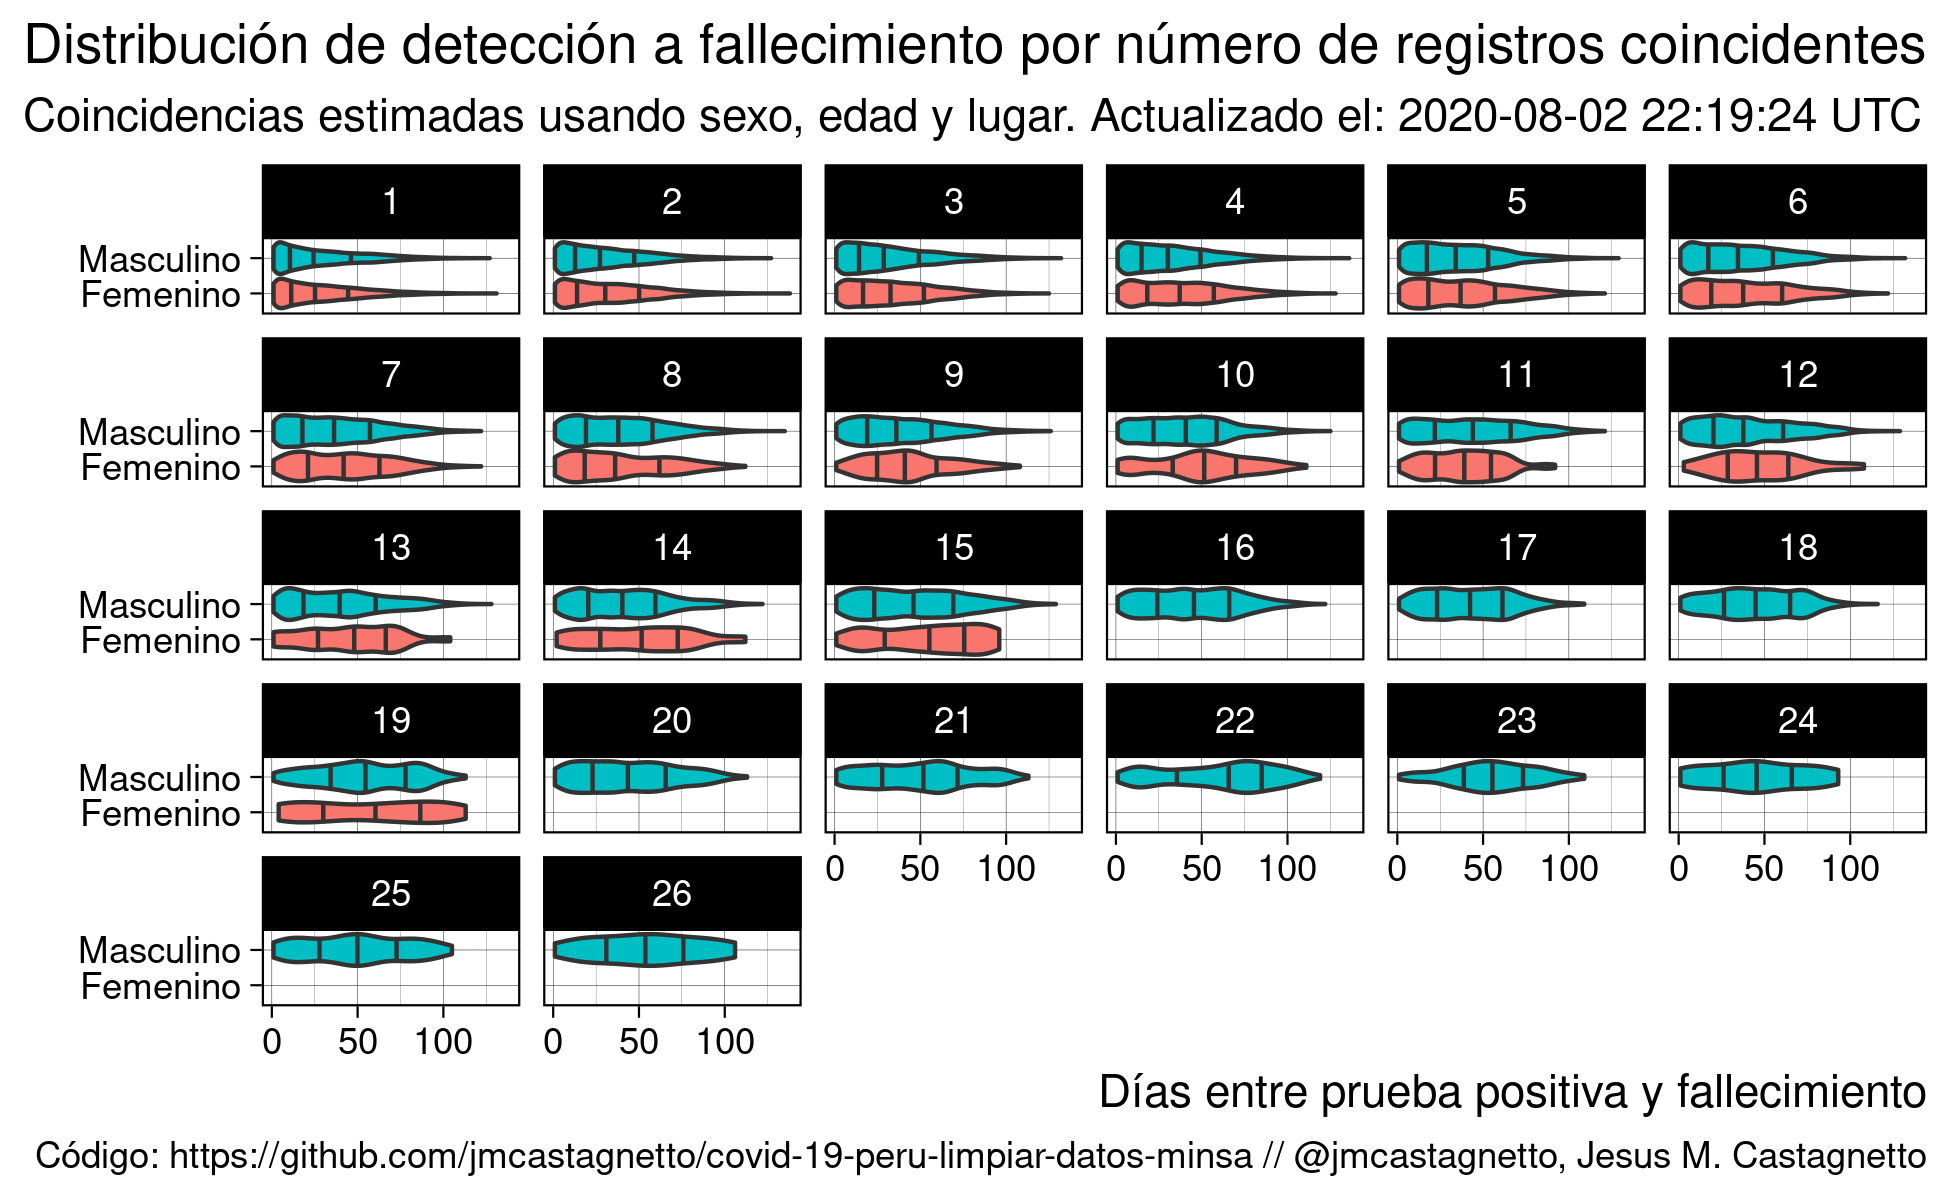 Distribución de detección a fallecimiento por número de registros coincidentes
Coincidencias estimadas usando sexo, edad y lugar. Actualizado el: 2020-08-02 22:19:24 UTC
1 2 3 4 5 6
Masculino
Femenino
7 8 9 10 11 12
Masculino
Femenino
13 14 15 16 17 18
Masculino
Femenino
19 20 21 22 23 24
Masculino
Femenino
0 50 100 0 50 100 0 50 100 0 50 100
25 26
Masculino
Femenino
0 50 100 0 50 100
Días entre prueba positiva y fallecimiento
Código: https://github.com/jmcastagnetto/covid-19-peru-limpiar-datos-minsa // @jmcastagnetto, Jesus M. Castagnetto